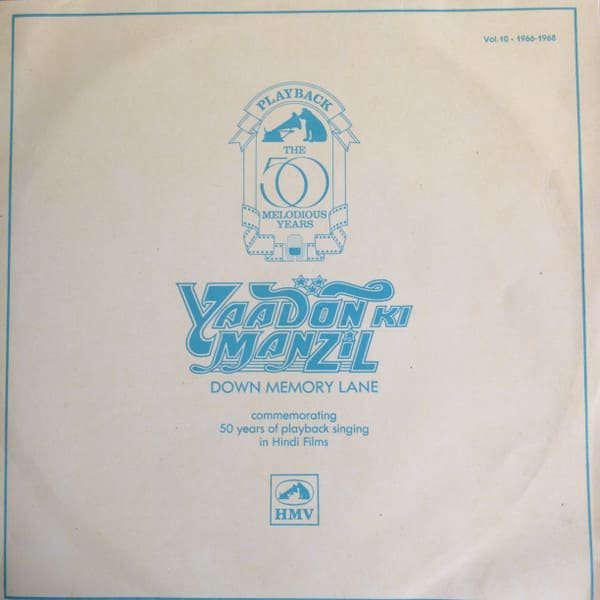 Vol.10 - 1966-1968
PLAYBACK
THE
50
MELODIOUS
YEARS
YAADON KI
MANZiL
DOWN MEMORY LANE
commemorating
50 years of playback singing
in Hindi Films
HMV